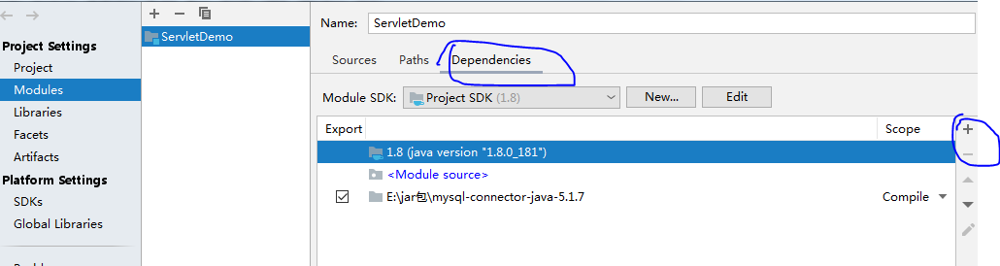 Name: ServletDemo
ServletDemo
Project Settings
Project
Modules
Libraries
Facets
Artifacts
Platform Settings
SDKs
Global Libraries
Sources Paths Dependencies
Module SDK: Project SDK (1.8) New... Edit
Export Scope
1.8 (java version "1.8.0_181")
<Module source>
E:\jar包\mysql-connector-java-5.1.7 Compile